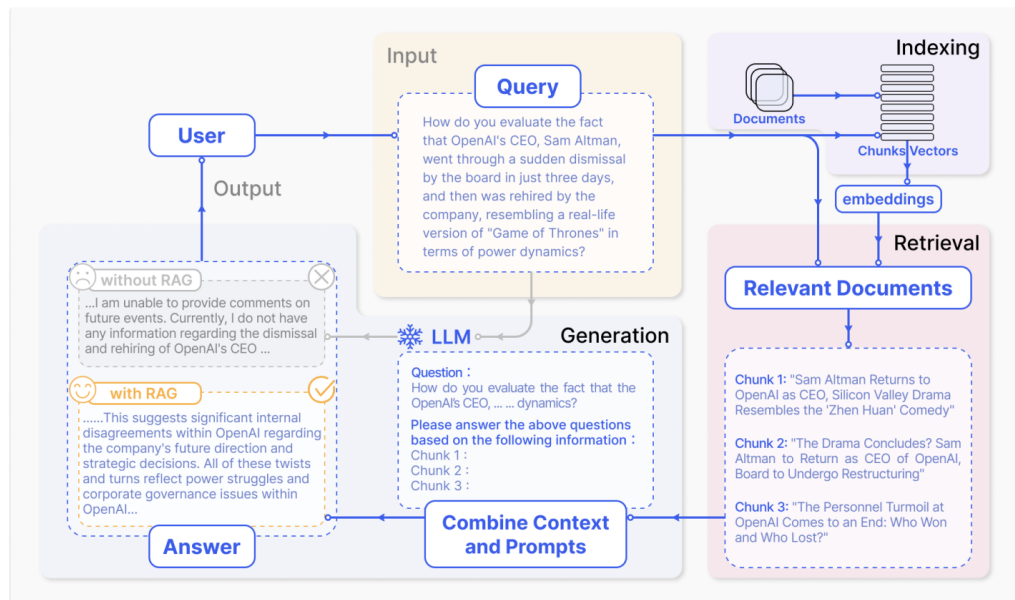 Input
Query
How do you evaluate the fact
that OpenAI's CEO, Sam Altman,
went through a sudden dismissal
by the board in just three days,
and then was rehired by the
company, resembling a real-life
version of "Game of Thrones" in
terms of power dynamics?
Indexing
Documents
Chunks Vectors
embeddings
User
Output
Retrieval
Relevant Documents
Chunk 1: "Sam Altman Returns to
OpenAI as CEO, Silicon Valley Drama
Resembles the 'Zhen Huan' Comedy"
Chunk 2: "The Drama Concludes? Sam
Altman to Return as CEO of OpenAI,
Board to Undergo Restructuring"
Chunk 3: "The Personnel Turmoil at
OpenAI Comes to an End: Who Won
and Who Lost?"
Generation
LLM
Question :
How do you evaluate the fact that the
OpenAI's CEO, ... ... dynamics?
Please answer the above questions
based on the following information :
Chunk 1 :
Chunk 2 :
Chunk 3 :
Combine Context
and Prompts
without RAG
...I am unable to provide comments on
future events. Currently, I do not have
any information regarding the dismissal
and rehiring of OpenAI's CEO ...
with RAG
......This suggests significant internal
disagreements within OpenAI regarding
the company's future direction and
strategic decisions. All of these twists
and turns reflect power struggles and
corporate governance issues within
OpenAI...
Answer